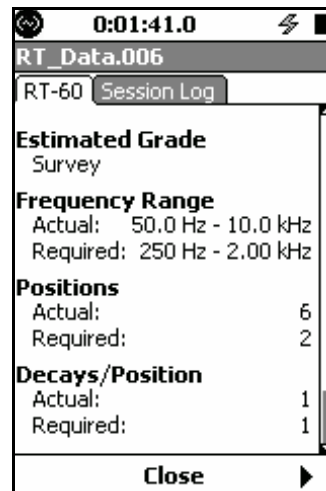 0:01:41.0
RT_Data.006
RT-60 Session Log
Estimated Grade
Survey
Frequency Range
Actual: 50.0 Hz - 10.0 kHz
Required: 250 Hz - 2.00 kHz
Positions
Actual: 6
Required: 2
Decays/Position
Actual: 1
Required: 1
Close